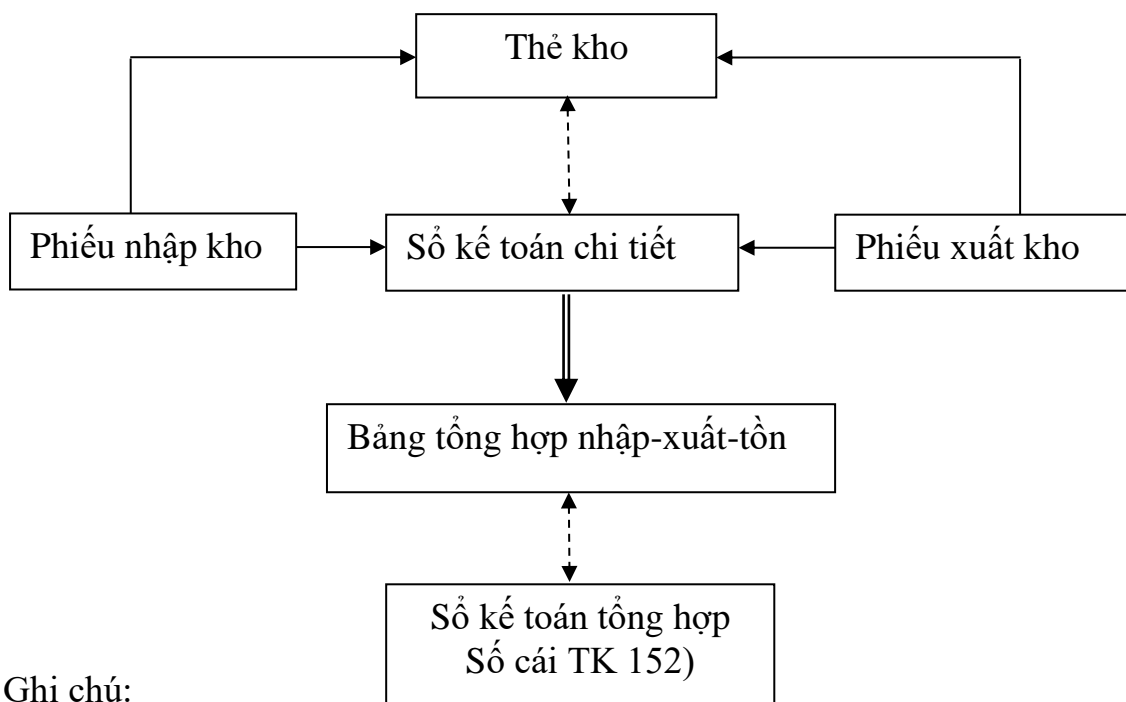 Thẻ kho
Phiếu nhập kho
Sổ kế toán chi tiết
Phiếu xuất kho
Bảng tổng hợp nhập-xuất-tồn
Sổ kế toán tổng hợp
Số cái TK 152)
Ghi chú: